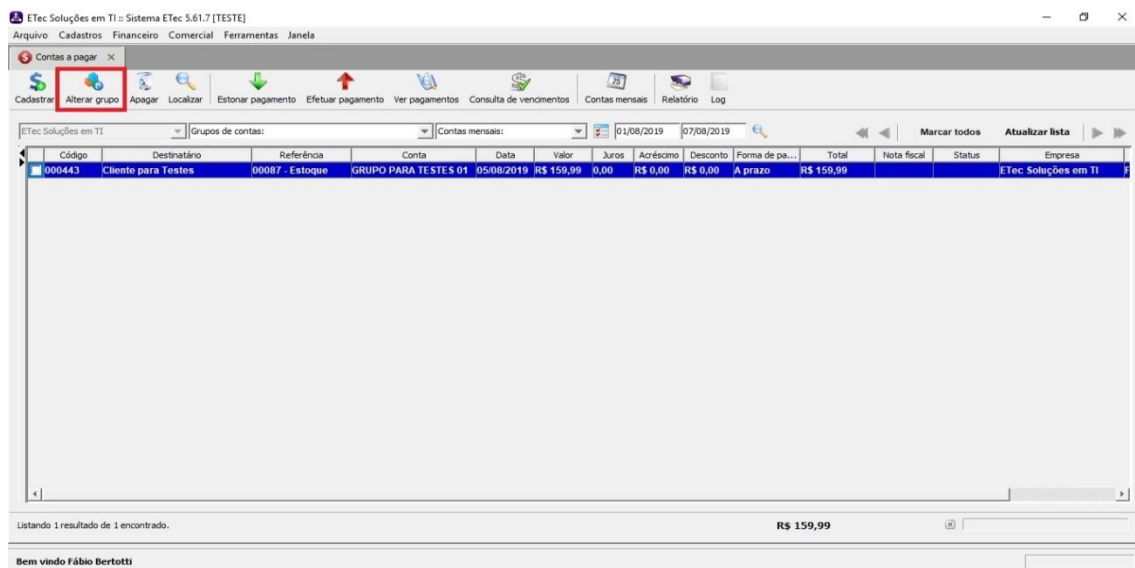 ETec Soluções em TI :: Sistema ETec 5.61.7 [TESTE]
Arquivo Cadastros Financeiro Comercial Ferramentas Janela
Contas a pagar
Cadastrar Alterar grupo Apagar Localizar Estonar pagamento Efetuar pagamento Ver pagamentos Consulta de vencimentos Contas mensais Relatório Log
ETec Soluções em TI Grupos de contas: Contas mensais: 01/08/2019 07/08/2019 Marcar todos Atualizar lista
Código Destinatário Referência Conta Data Valor Juros Acréscimo Desconto Forma de pa... Total Nota fiscal Status Empresa
000443 Cliente para Testes 00087 - Estoque GRUPO PARA TESTES 01 05/08/2019 R$ 159,99 0,00 R$ 0,00 R$ 0,00 A prazo R$ 159,99 ETec Soluções em TI
Listando 1 resultado de 1 encontrado. R$ 159,99
Bem vindo Fábio Bertotti